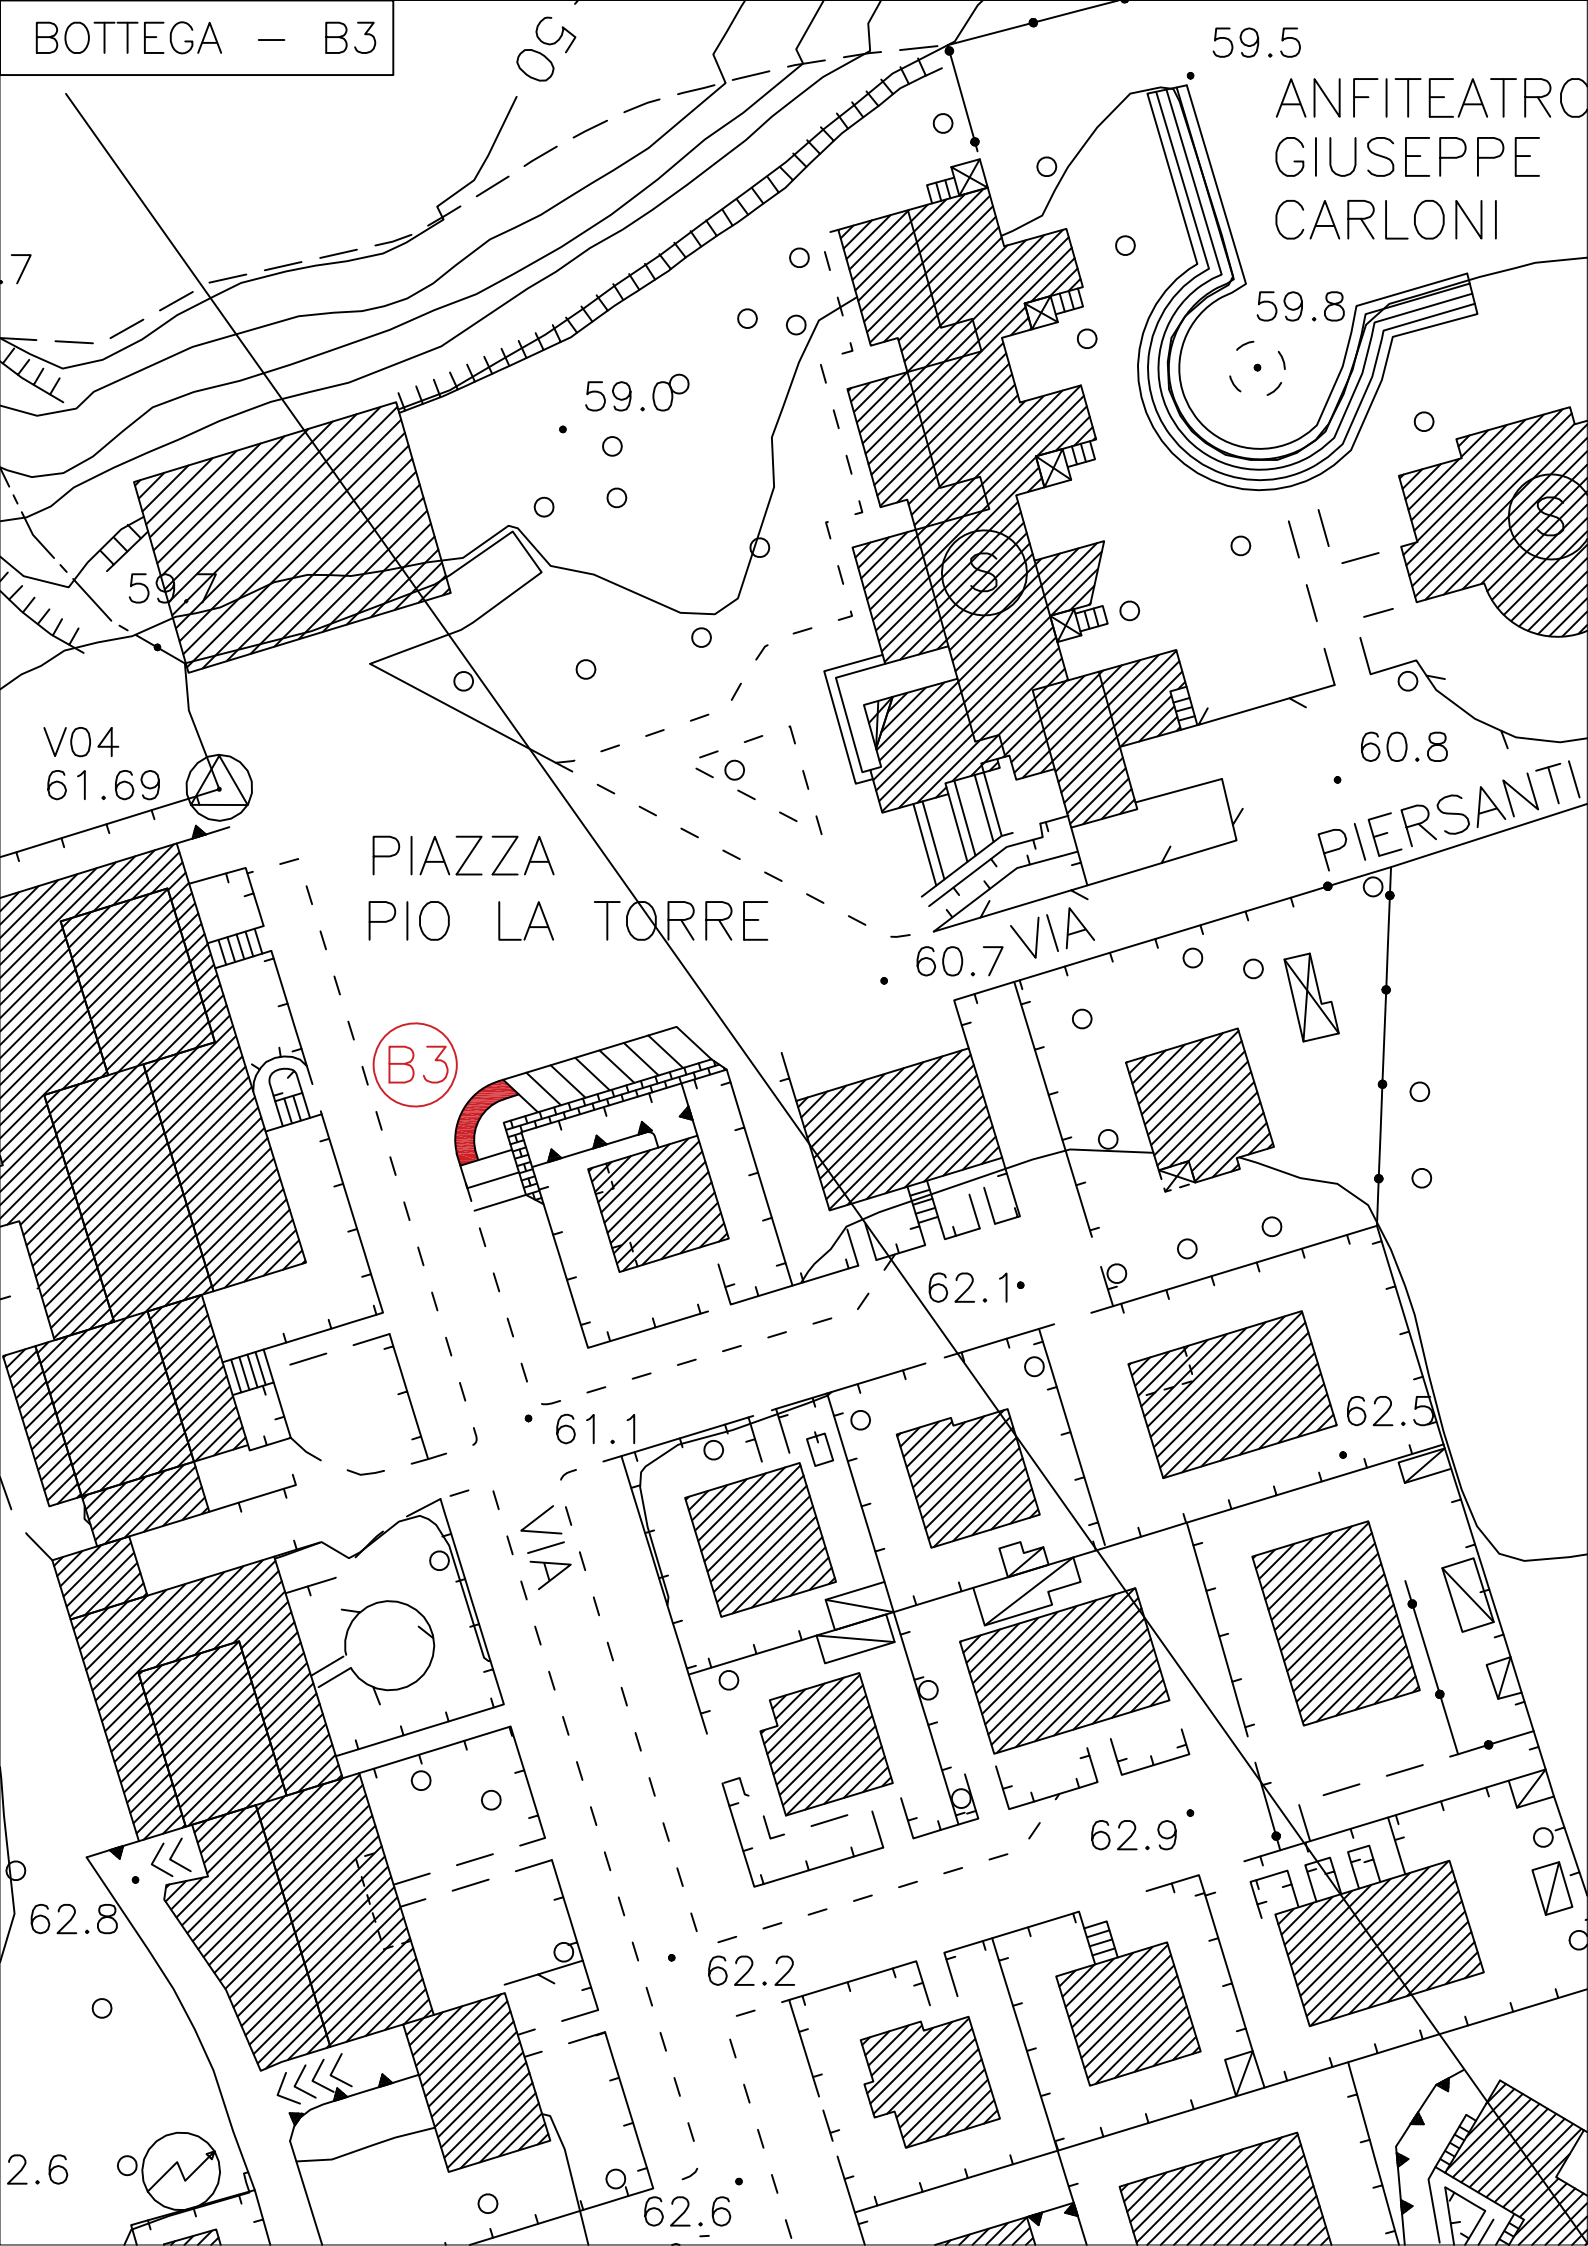 BOTTEGA – B3
50
59.5
ANFITEATRO
GIUSEPPE
CARLONI
.7
59.8
59.0
S
S
59.7
V04
61.69
60.8
PIERSANTI
PIAZZA
PIO LA TORRE
VIA
60.7
B3
62.1
62.5
61.1
VIA
62.9
62.8
62.2
2.6
62.6